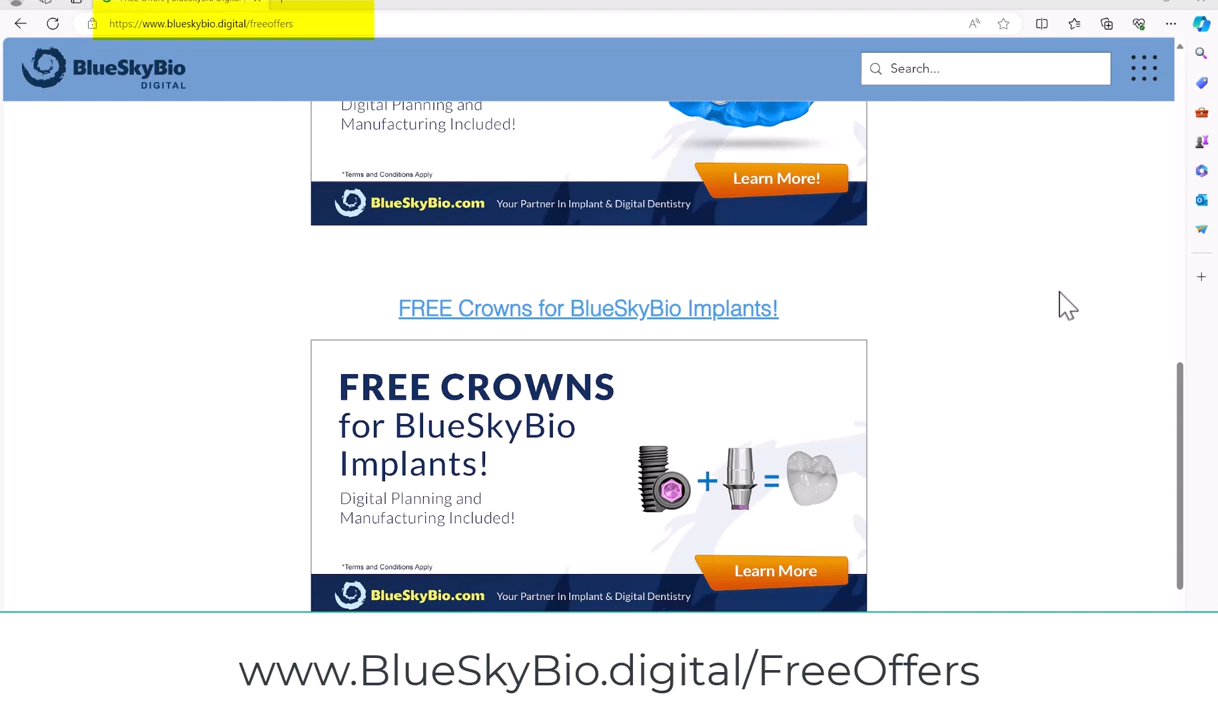 https://www.blueskybio.digital/freeoffers
BlueSkyBio
DIGITAL
Search...
Digital Planning and
Manufacturing Included!
*Terms and Conditions Apply
Learn More!
BlueSkyBio.com Your Partner In Implant & Digital Dentistry
FREE Crowns for BlueSkyBio Implants!
FREE CROWNS
for BlueSkyBio
Implants!
Digital Planning and
Manufacturing Included!
*Terms and Conditions Apply
Learn More
BlueSkyBio.com Your Partner In Implant & Digital Dentistry
www.BlueSkyBio.digital/FreeOffers